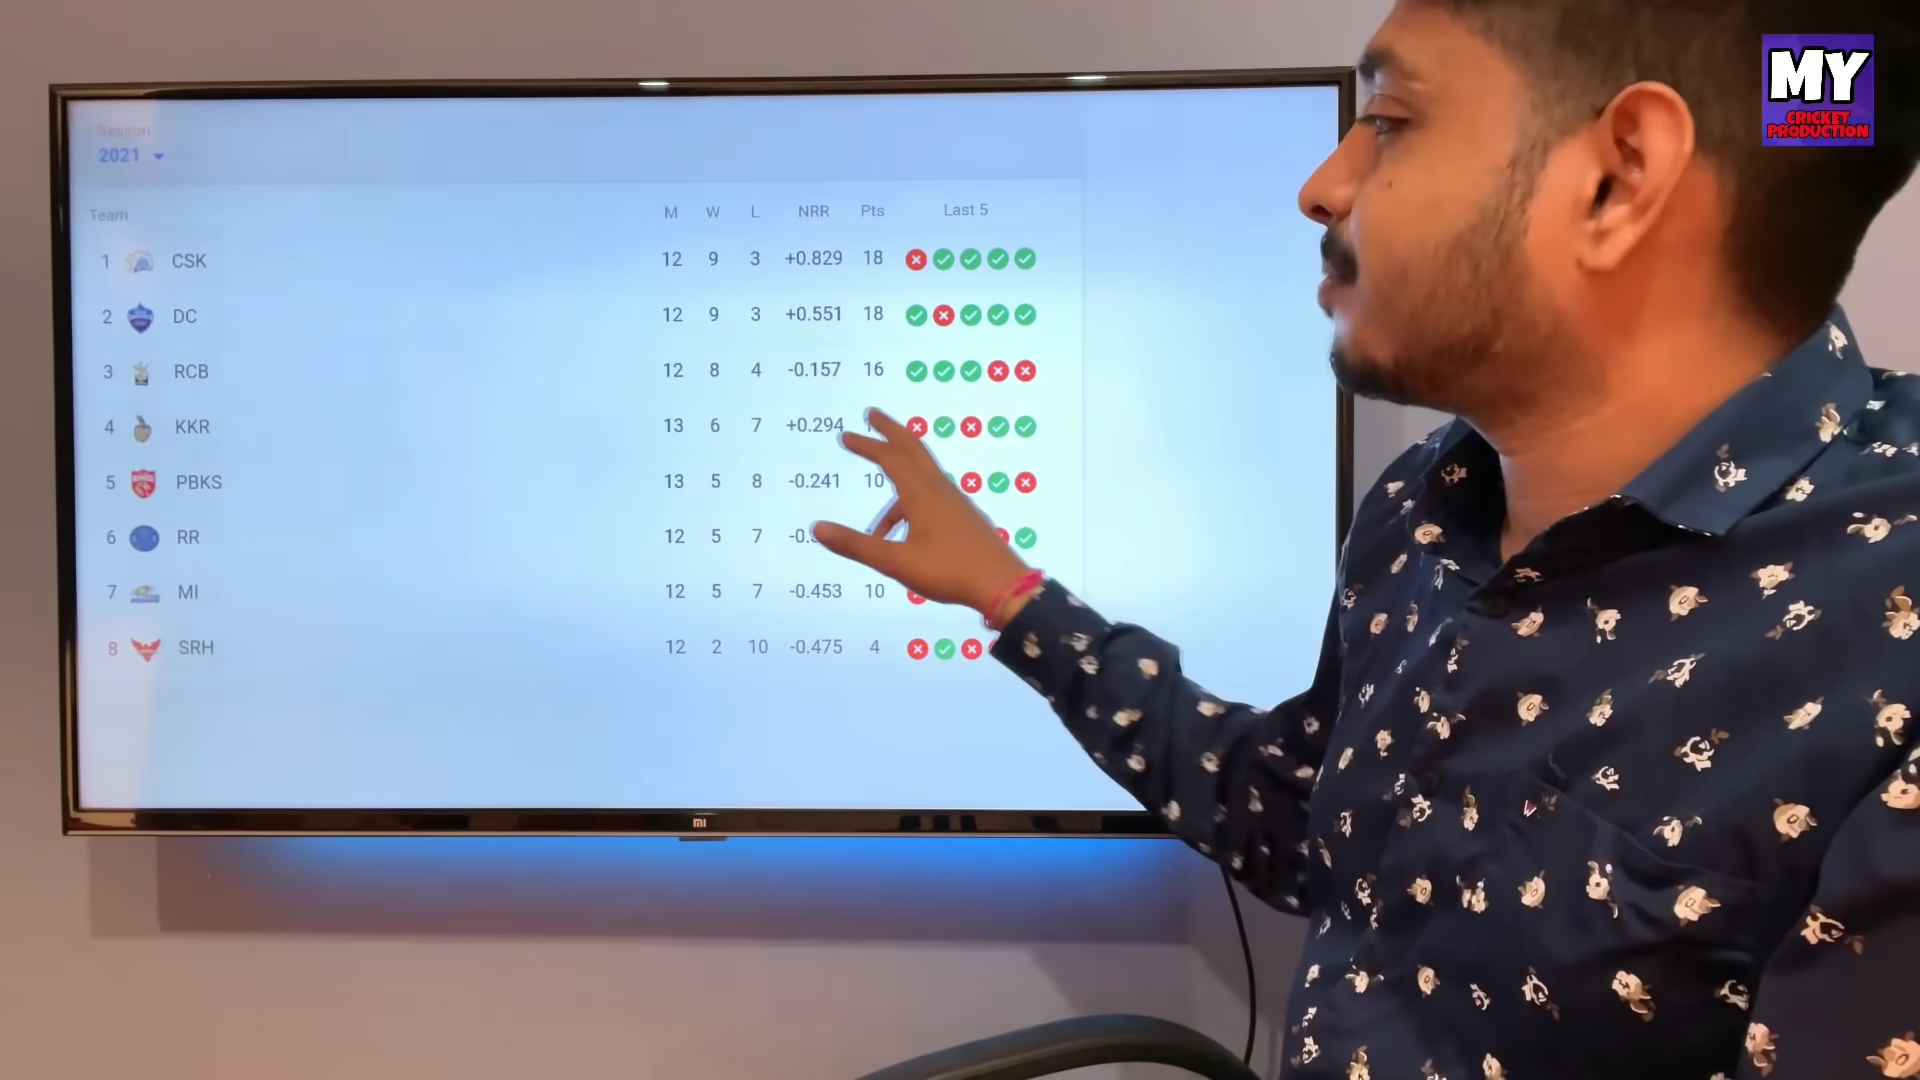 MY
CRICKET
PRODUCTION
Season
2021
Team M W L NRR Pts Last 5
1 CSK 12 9 3 +0.829 18
2 DC 12 9 3 +0.551 18
3 RCB 12 8 4 -0.157 16
4 KKR 13 6 7 +0.294
5 PBKS 13 5 8 -0.241 10
6 RR 12 5 7
7 MI 12 5 7 -0.453 10
8 SRH 12 2 10 -0.475 4
mi